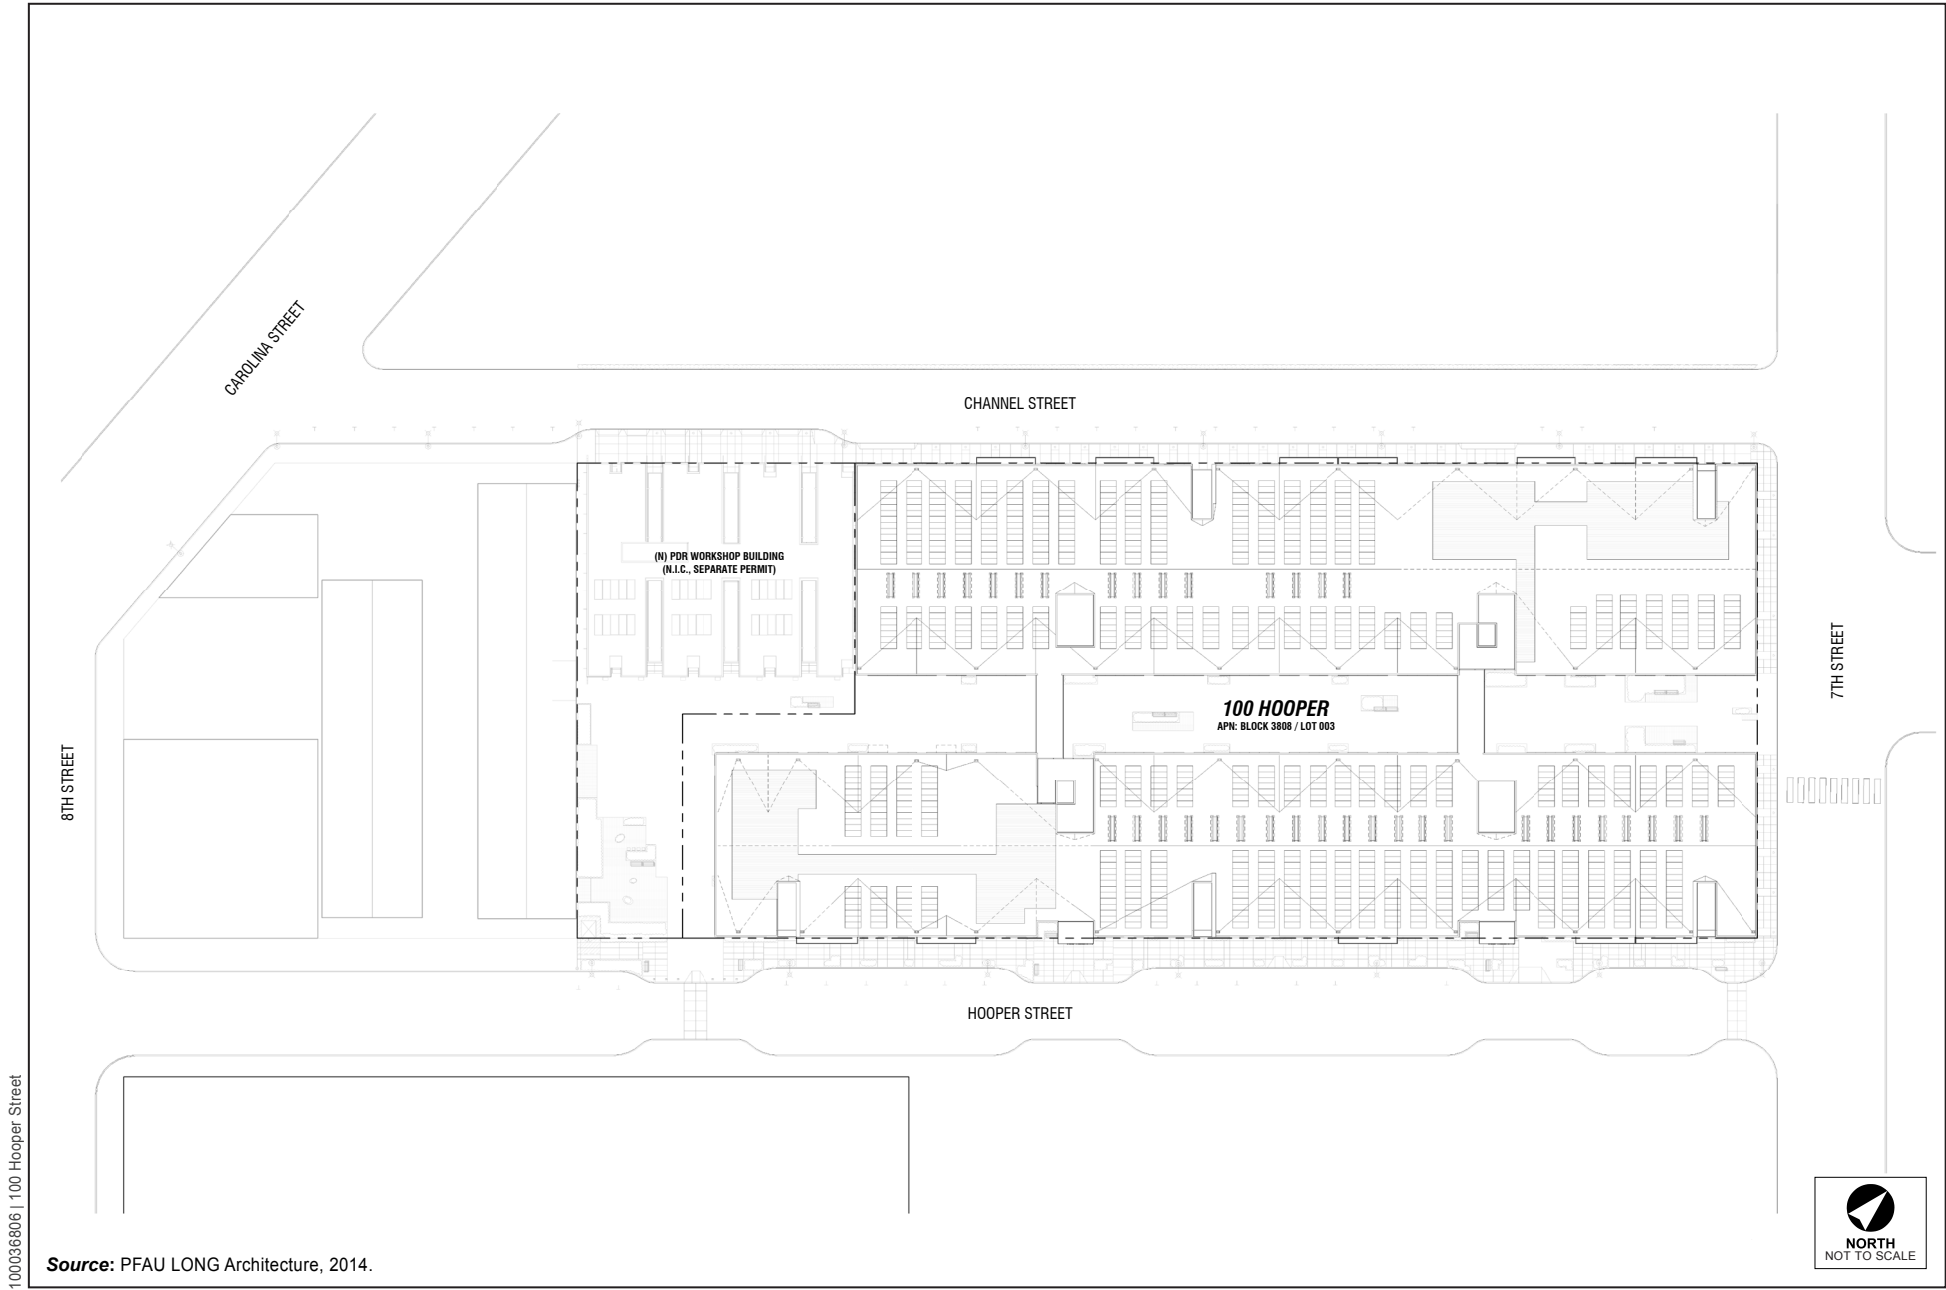 CAROLINA STREET
CHANNEL STREET
(N) PDR WORKSHOP BUILDING
(N.I.C., SEPARATE PERMIT)
100 HOOPER
APN: BLOCK 3808 / LOT 003
7TH STREET
8TH STREET
HOOPER STREET
100036806 | 100 Hooper Street
Source: PFAU LONG Architecture, 2014.
NORTH
NOT TO SCALE